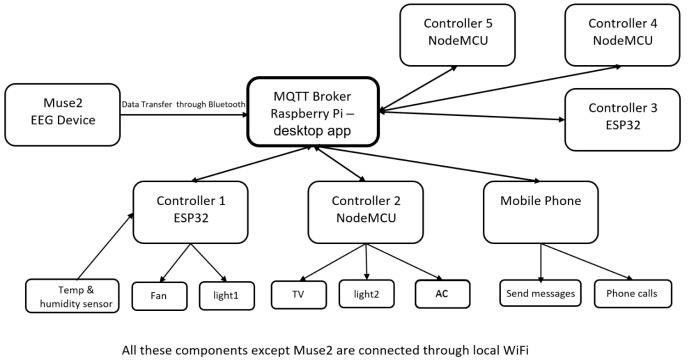 Controller 5
NodeMCU
Controller 4
NodeMCU
Muse2
EEG Device
Data Transfer through Bluetooth
MQTT Broker
Raspberry Pi –
desktop app
Controller 3
ESP32
Controller 1
ESP32
Controller 2
NodeMCU
Mobile Phone
Temp &
humidity sensor
Fan
light1
TV
light2
AC
Send messages
Phone calls
All these components except Muse2 are connected through local WiFi